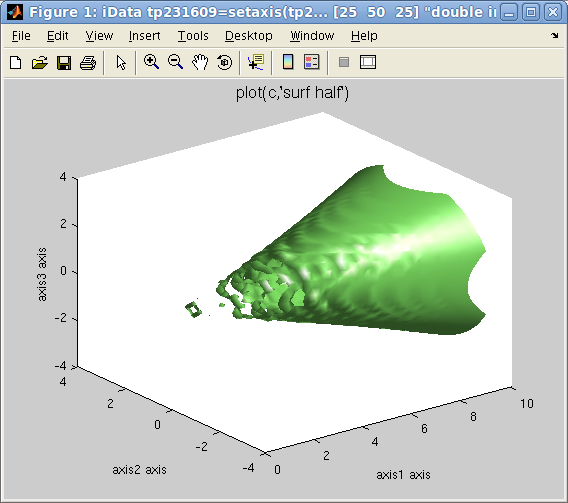 Figure 1: iData tp231609=setaxis(tp2... [25 50 25] "double in
File Edit View Insert Tools Desktop Window Help
plot(c,'surf half')
4
2
0
-2
-4
axis3 axis
4
2
0
-2
-4
axis2 axis
0
2
4
6
8
10
axis1 axis